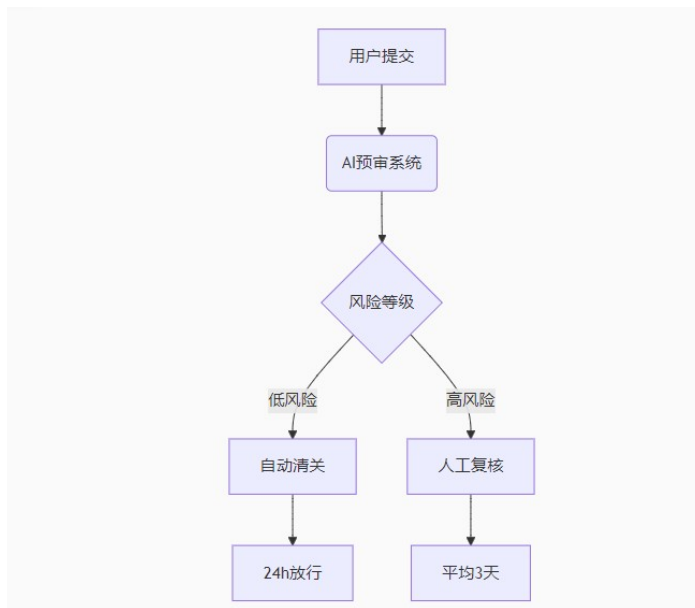 用户提交
AI预审系统
风险等级
低风险
高风险
自动清关
人工复核
24h放行
平均3天